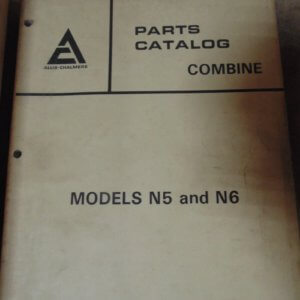 PARTS
CATALOG
COMBINE
ALLIS-CHALMERS
MODELS N5 and N6